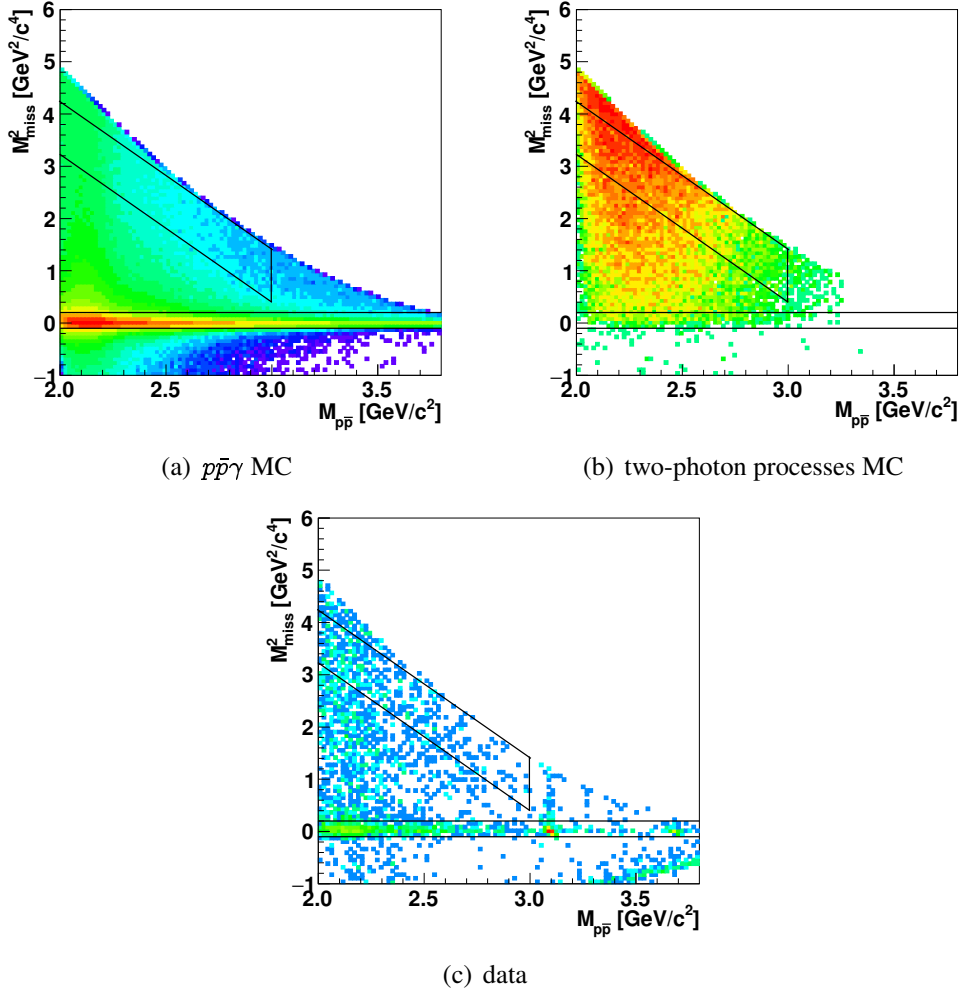 M²miss [GeV²/c⁴]
6
5
4
3
2
1
0
−1
2.0 2.5 3.0 3.5
Mpp̄ [GeV/c²]
(a) pp̄γ MC
M²miss [GeV²/c⁴]
6
5
4
3
2
1
0
−1
2.0 2.5 3.0 3.5
Mpp̄ [GeV/c²]
(b) two-photon processes MC
M²miss [GeV²/c⁴]
6
5
4
3
2
1
0
−1
2.0 2.5 3.0 3.5
Mpp̄ [GeV/c²]
(c) data